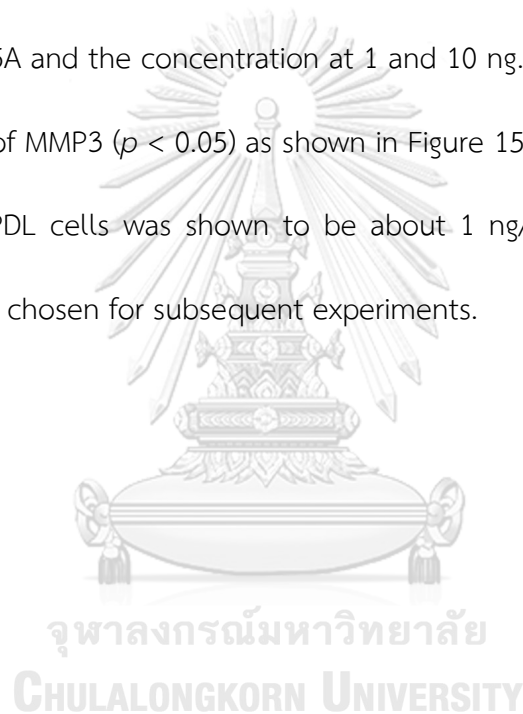 5A and the concentration at 1 and 10 ng.
of MMP3 (p < 0.05) as shown in Figure 15
PDL cells was shown to be about 1 ng/
chosen for subsequent experiments.
จุฬาลงกรณ์มหาวิทยาลัย
CHULALONGKORN UNIVERSITY